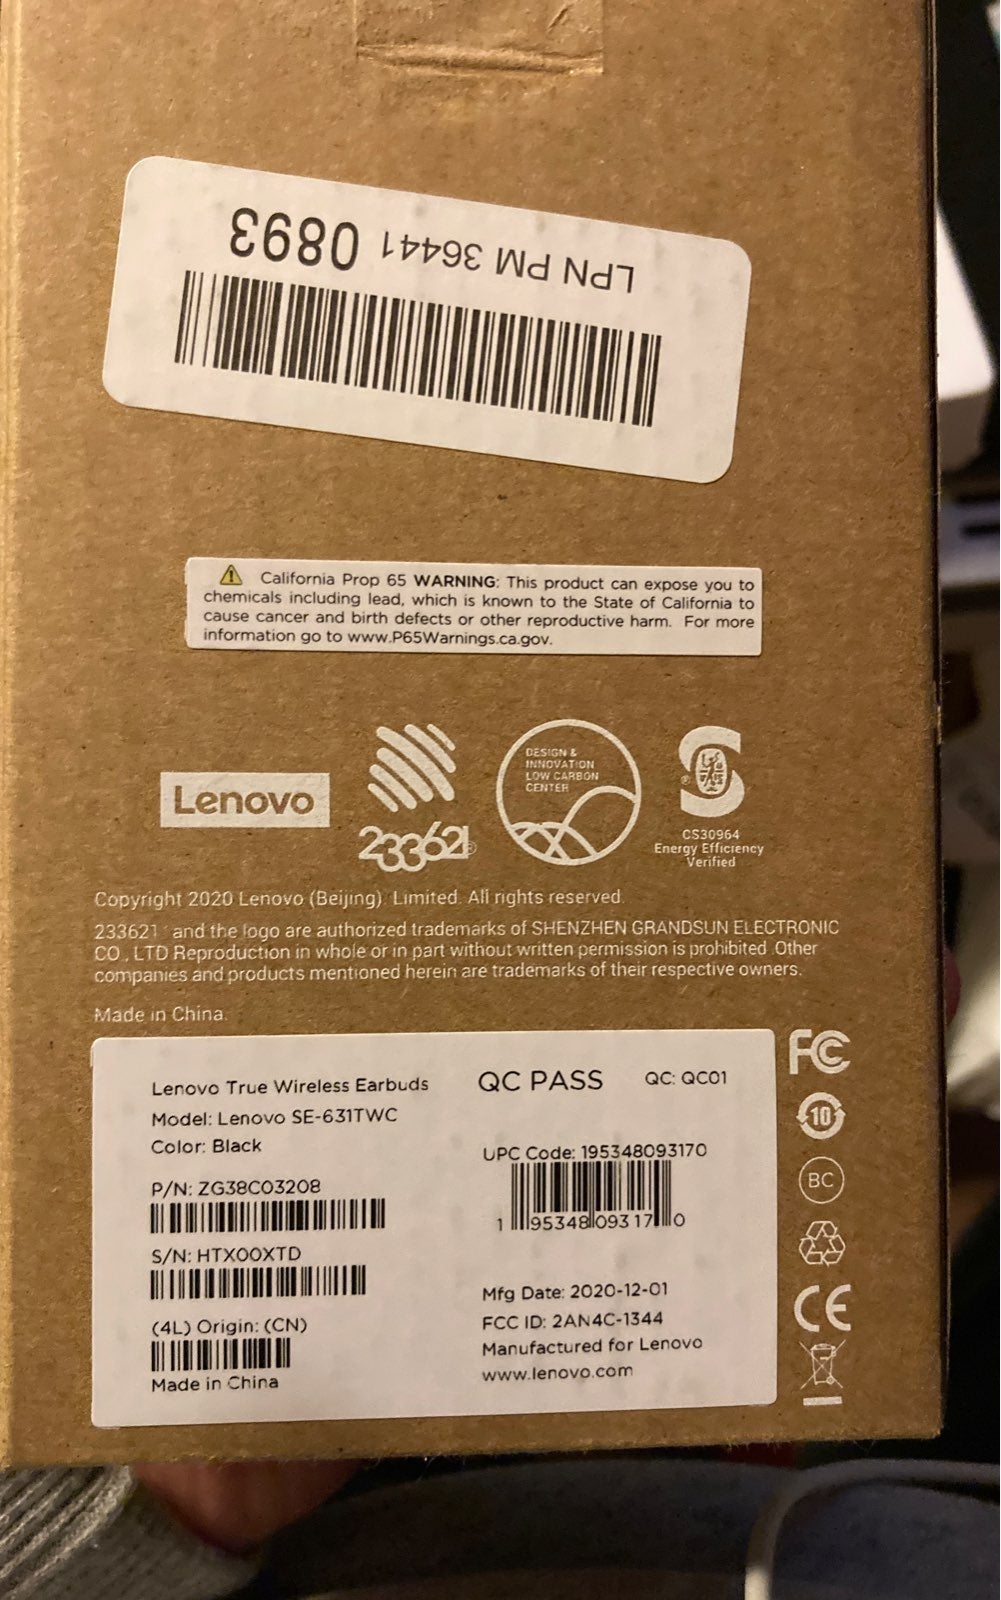 LPN PM 36441 0893
⚠ California Prop 65 WARNING: This product can expose you to
chemicals including lead, which is known to the State of California to
cause cancer and birth defects or other reproductive harm. For more
information go to www.P65Warnings.ca.gov.
Lenovo
233621®
DESIGN &
INNOVATION
LOW CARBON
CENTER
®
CS30964
Energy Efficiency
Verified
Copyright 2020 Lenovo (Beijing) Limited. All rights reserved.
233621 and the logo are authorized trademarks of SHENZHEN GRANDSUN ELECTRONIC
CO., LTD Reproduction in whole or in part without written permission is prohibited .Other
companies and products mentioned herein are trademarks of their respective owners.
Made in China.
Lenovo True Wireless Earbuds
Model: Lenovo SE-631TWC
Color: Black
P/N: ZG38C03208
S/N: HTX00XTD
(4L) Origin: (CN)
Made in China
QC PASS QC: QC01
UPC Code: 195348093170
1 95348 09317 0
Mfg Date: 2020-12-01
FCC ID: 2AN4C-1344
Manufactured for Lenovo
www.lenovo.com
FC
10
BC
CE